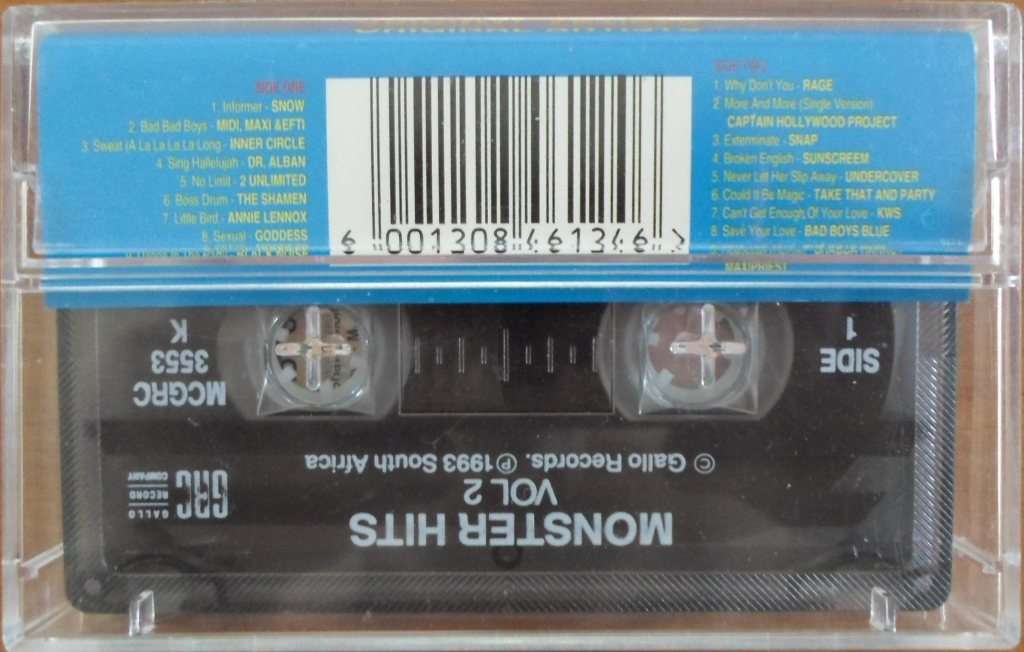 ORIGINAL ARTISTS
SIDE ONE
1. Informer - SNOW
2. Bad Bad Boys - MIDI, MAXI &EFTI
3. Sweat (A La La La La Long - INNER CIRCLE
4. Sing Hallelujah - DR. ALBAN
5. No Limit - 2 UNLIMITED
6. Boss Drum - THE SHAMEN
7. Little Bird - ANNIE LENNOX
8. Sexual - GODDESS
6 001308 461346 >
SIDE TWO
1. Why Don't You - RAGE
2. More And More (Single Version)
CAPTAIN HOLLYWOOD PROJECT
3. Exterminate - SNAP
4. Broken English - SUNSCREEM
5. Never Let Her Slip Away - UNDERCOVER
6. Could It Be Magic - TAKE THAT AND PARTY
7. Can't Get Enough Of Your Love - KWS
8. Save Your Love - BAD BOYS BLUE
MAXI PRIEST
SIDE
1
MCGRC
3553
K
MONSTER HITS
VOL 2
© Gallo Records. ℗ 1993 South Africa
GRC
GALLO
RECORD
COMPANY